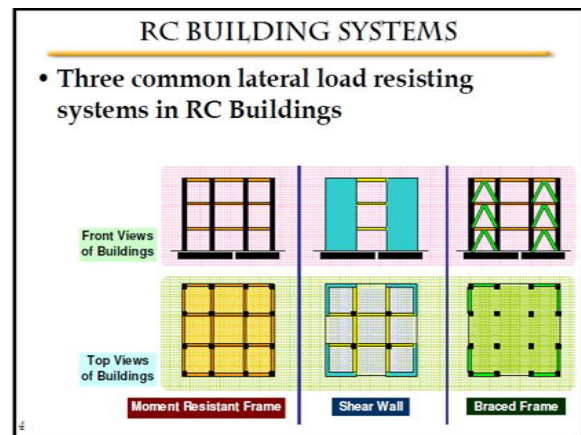 RC BUILDING SYSTEMS
• Three common lateral load resisting
systems in RC Buildings
Front Views
of Buildings
Top Views
of Buildings
Moment Resistant Frame
Shear Wall
Braced Frame
4